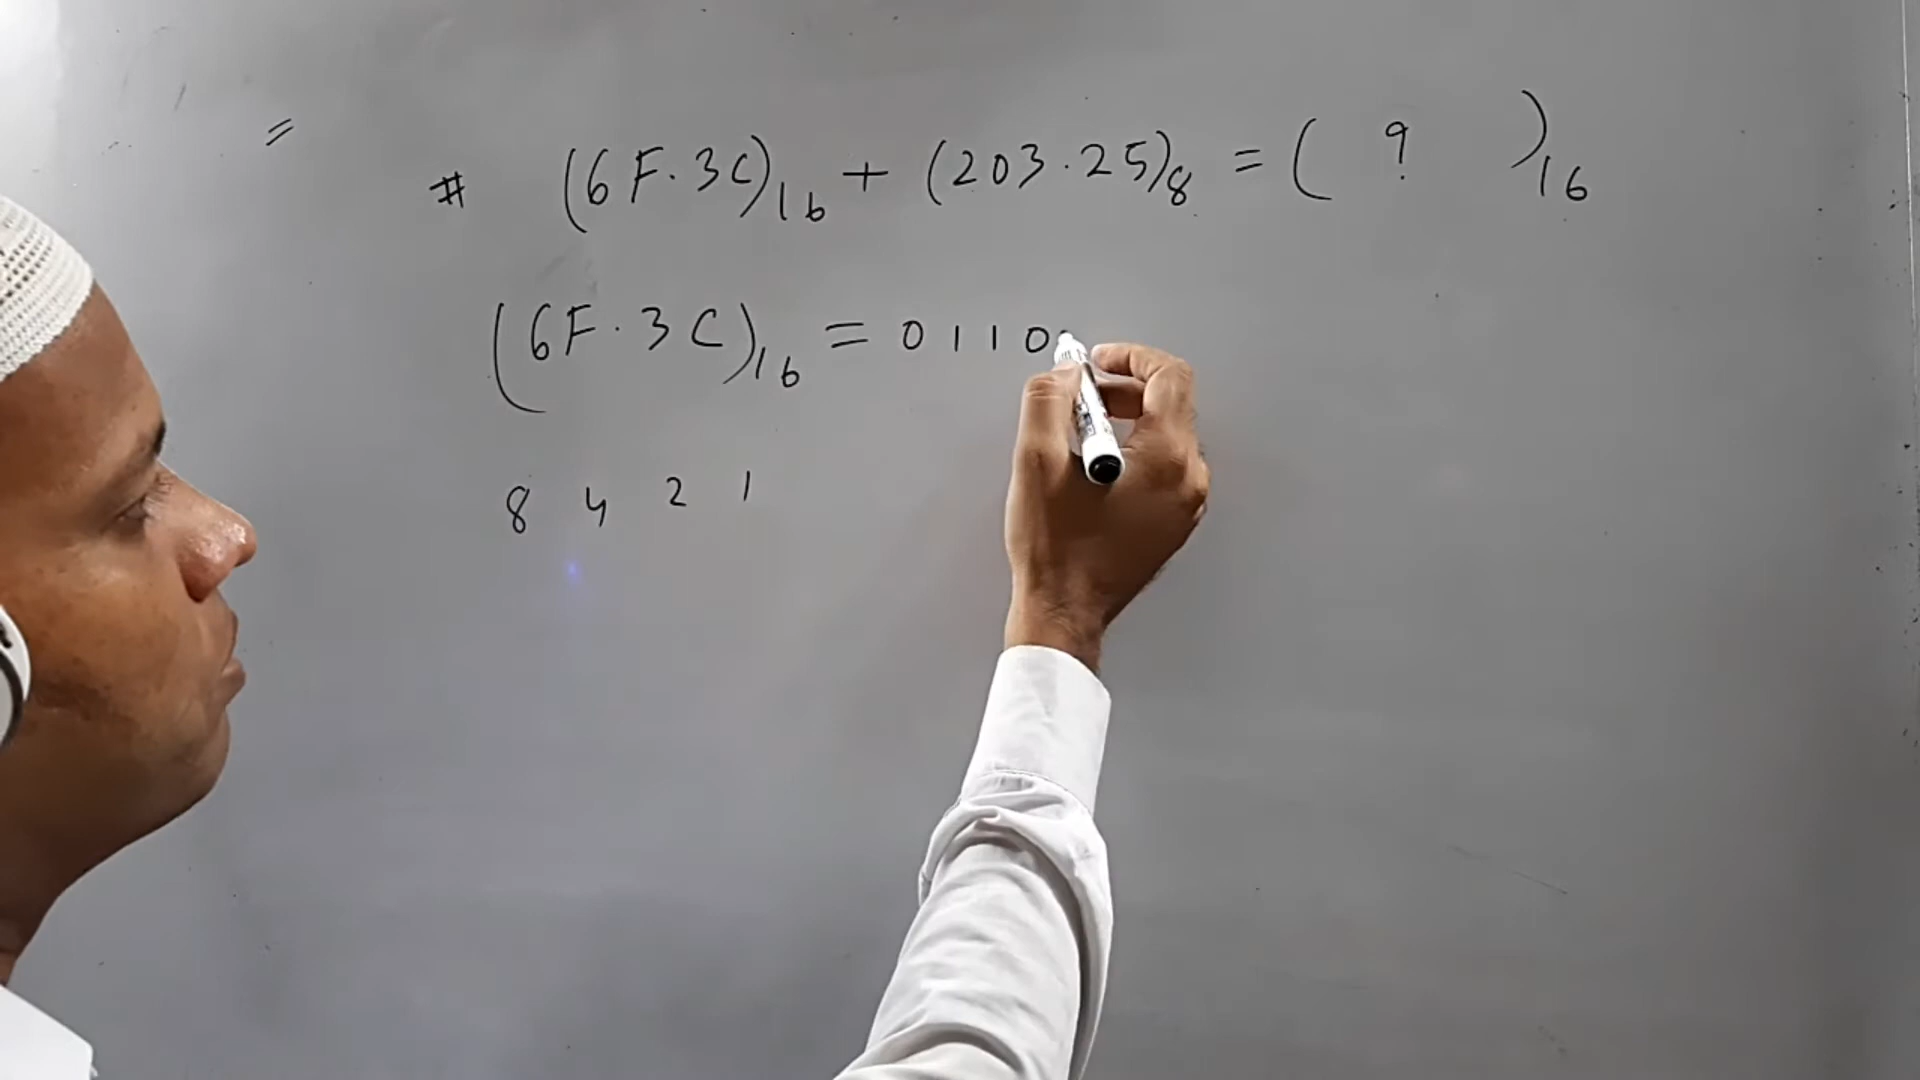 =
# (6F.3C)16 + (203.25)8 = ( ? )16
(6F.3C)16 = 0110
8 4 2 1